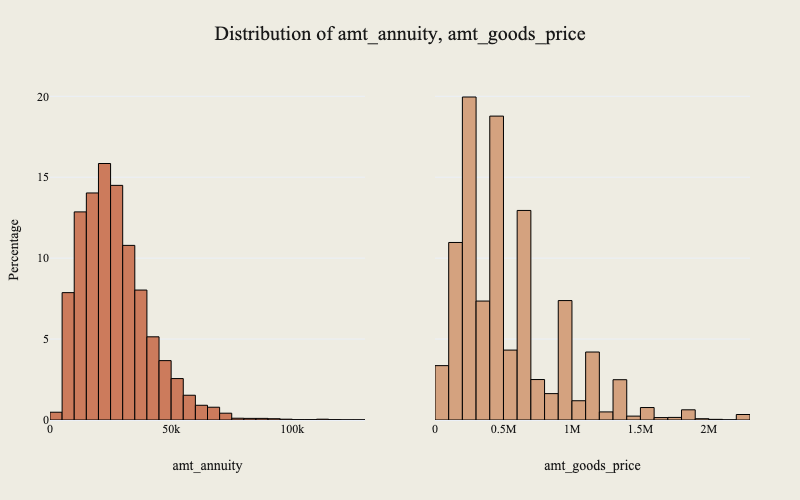 Distribution of amt_annuity, amt_goods_price
Percentage
20
15
10
5
0
0 50k 100k
0 0.5M 1M 1.5M 2M
amt_annuity
amt_goods_price